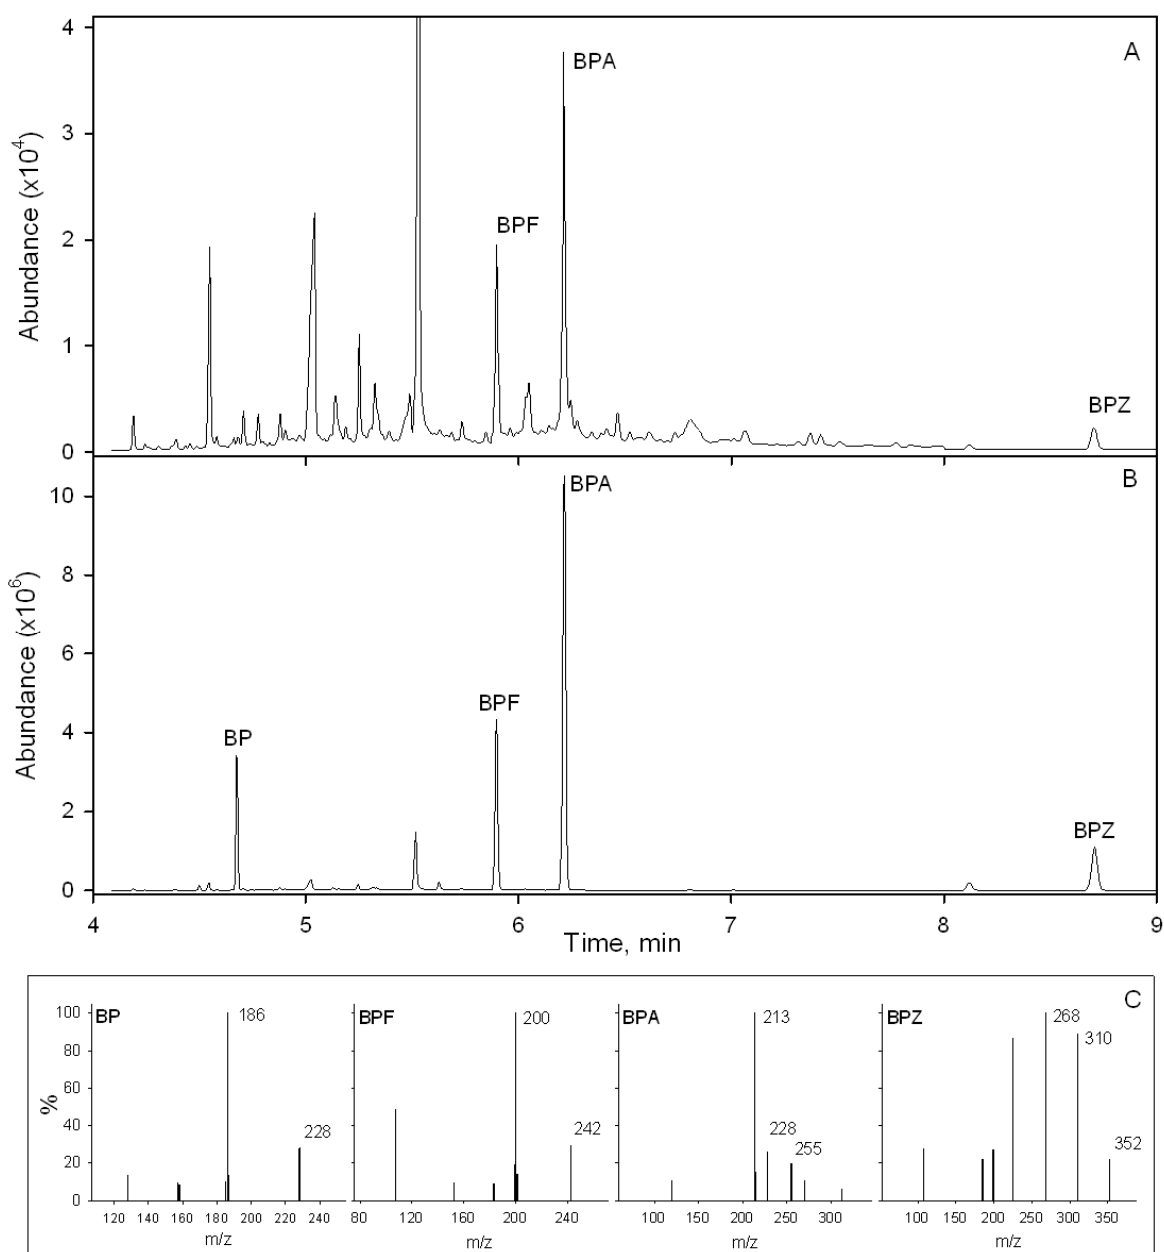 A
Abundance (x10⁴)
4
3
2
1
0
BPF
BPA
BPZ
B
Abundance (x10⁶)
10
8
6
4
2
0
BP
BPF
BPA
BPZ
4 5 6 7 8 9
Time, min
C
%
100
80
60
40
20
0
BP
186
228
120 140 160 180 200 220 240
m/z
BPF
200
242
80 120 160 200 240
m/z
BPA
213
228
255
100 150 200 250 300
m/z
BPZ
268
310
352
100 150 200 250 300 350
m/z